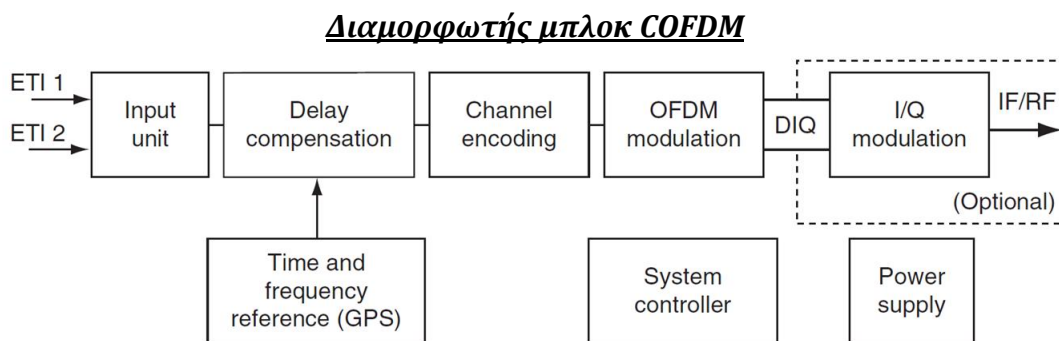 Διαμορφωτής μπλοκ COFDM
ETI 1
ETI 2
Input
unit
Delay
compensation
Channel
encoding
OFDM
modulation
DIQ
I/Q
modulation
IF/RF
(Optional)
Time and
frequency
reference (GPS)
System
controller
Power
supply